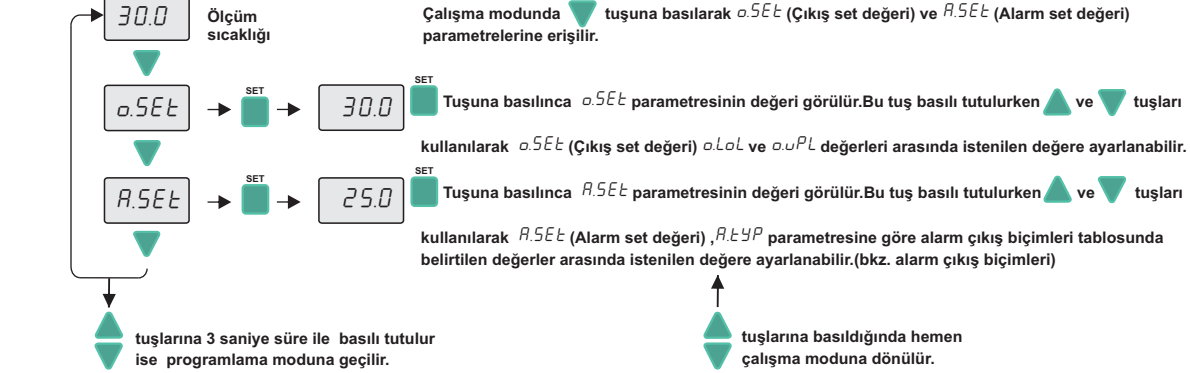 30.0
Ölçüm
sıcaklığı
Çalışma modunda tuşuna basılarak o.SEt (Çıkış set değeri) ve A.SEt (Alarm set değeri)
parametrelerine erişilir.
o.SEt
SET
30.0
SET
Tuşuna basılınca o.SEt parametresinin değeri görülür.Bu tuş basılı tutulurken ve tuşları
kullanılarak o.SEt (Çıkış set değeri) o.LoL ve o.uPL değerleri arasında istenilen değere ayarlanabilir.
A.SEt
SET
25.0
SET
Tuşuna basılınca A.SEt parametresinin değeri görülür.Bu tuş basılı tutulurken ve tuşları
kullanılarak A.SEt (Alarm set değeri) ,A.tYP parametresine göre alarm çıkış biçimleri tablosunda
belirtilen değerler arasında istenilen değere ayarlanabilir.(bkz. alarm çıkış biçimleri)
tuşlarına 3 saniye süre ile basılı tutulur
ise programlama moduna geçilir.
tuşlarına basıldığında hemen
çalışma moduna dönülür.